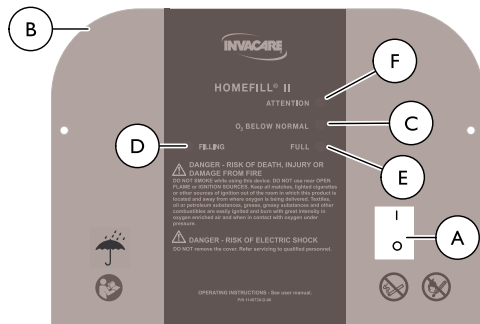 B
INVACARE
F
HOMEFILL® II
ATTENTION
C
O₂ BELOW NORMAL
D
FILLING
FULL
E
DANGER - RISK OF DEATH, INJURY OR
DAMAGE FROM FIRE
DO NOT SMOKE while using this device. DO NOT use near OPEN
FLAME or IGNITION SOURCES. Keep all matches, lighted cigarettes
or other sources of ignition out of the room in which this product is
located and away from where oxygen is being delivered. Textiles,
oil or petroleum substances, grease, greasy substances and other
combustibles are easily ignited and burn with great intensity in
oxygen enriched air and when in contact with oxygen under
pressure.
I
A
O
DANGER - RISK OF ELECTRIC SHOCK
DO NOT remove the cover. Refer servicing to qualified personnel.
OPERATING INSTRUCTIONS - See user manual.